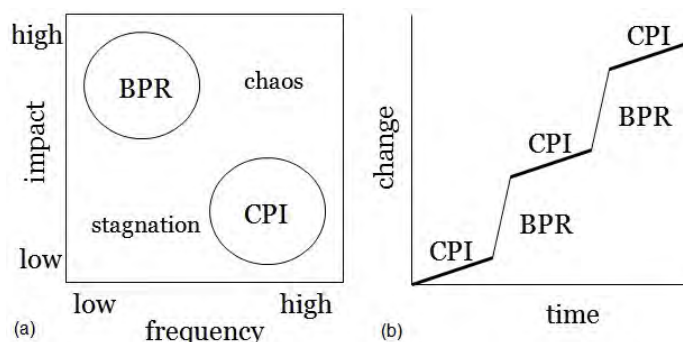 high
BPR
chaos
impact
stagnation
CPI
low
low
high
(a)
frequency
CPI
BPR
CPI
change
CPI
BPR
(b)
time